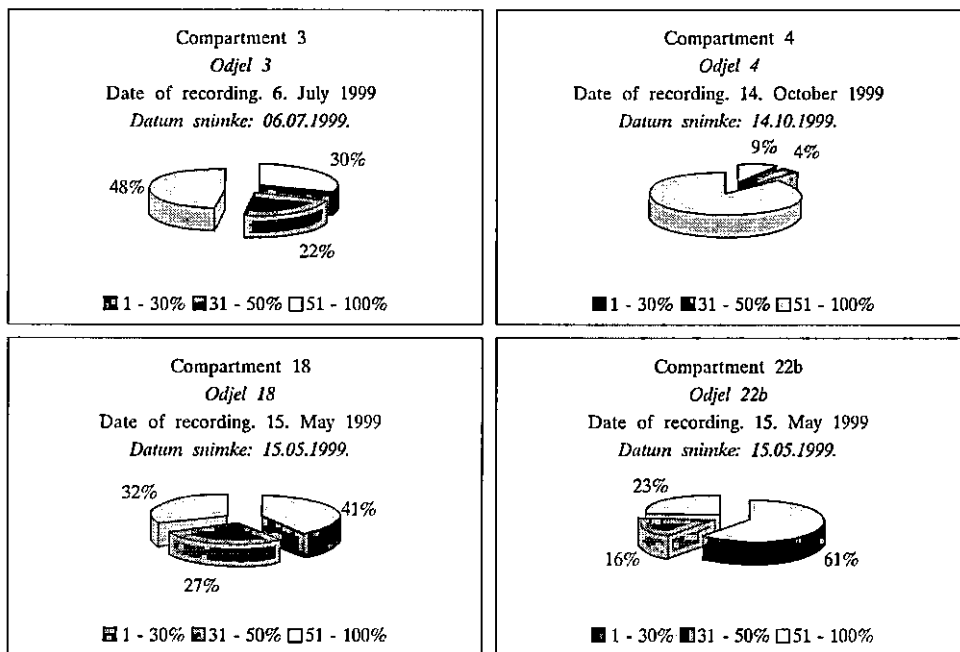 Compartment 3
Odjel 3
Date of recording. 6. July 1999
Datum snimke: 06.07.1999.
30%
48%
22%
1 - 30% 31 - 50% 51 - 100%
Compartment 4
Odjel 4
Date of recording. 14. October 1999
Datum snimke: 14.10.1999.
9%
4%
1 - 30% 31 - 50% 51 - 100%
Compartment 18
Odjel 18
Date of recording. 15. May 1999
Datum snimke: 15.05.1999.
32%
41%
27%
1 - 30% 31 - 50% 51 - 100%
Compartment 22b
Odjel 22b
Date of recording. 15. May 1999
Datum snimke: 15.05.1999.
23%
16%
61%
1 - 30% 31 - 50% 51 - 100%